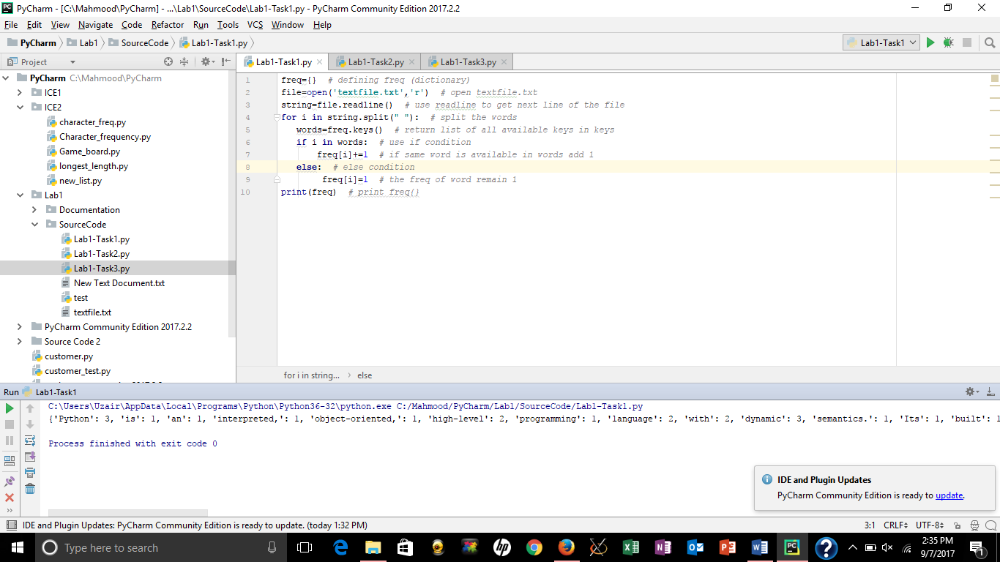 PyCharm - [C:\Mahmood\PyCharm] - ...\Lab1\SourceCode\Lab1-Task1.py - PyCharm Community Edition 2017.2.2
File Edit View Navigate Code Refactor Run Tools VCS Window Help
PyCharm Lab1 SourceCode Lab1-Task1.py Lab1-Task1
Project
Lab1-Task1.py Lab1-Task2.py Lab1-Task3.py
PyCharm C:\Mahmood\PyCharm
ICE1
ICE2
character_freq.py
Character_frequency.py
Game_board.py
longest_length.py
new_list.py
Lab1
Documentation
SourceCode
Lab1-Task1.py
Lab1-Task2.py
Lab1-Task3.py
New Text Document.txt
test
textfile.txt
PyCharm Community Edition 2017.2.2
Source Code 2
customer.py
customer_test.py
1 freq={} # defining freq (dictionary)
2 file=open('textfile.txt','r') # open textfile.txt
3 string=file.readline() # use readline to get next line of the file
4 for i in string.split(" "): # split the words
5 words=freq.keys() # return list of all available keys in keys
6 if i in words: # use if condition
7 freq[i]+=1 # if same word is available in words add 1
8 else: # else condition
9 freq[i]=1 # the freq of word remain 1
10 print(freq) # print freq{}
for i in string... else
Run Lab1-Task1
C:\Users\Uzair\AppData\Local\Programs\Python\Python36-32\python.exe C:/Mahmood/PyCharm/Lab1/SourceCode/Lab1-Task1.py
{'Python': 3, 'is': 1, 'an': 1, 'interpreted,': 1, 'object-oriented,': 1, 'high-level': 2, 'programming': 1, 'language': 2, 'with': 2, 'dynamic': 3, 'semantics.': 1, 'Its': 1, 'built': 1
Process finished with exit code 0
IDE and Plugin Updates
PyCharm Community Edition is ready to update.
IDE and Plugin Updates: PyCharm Community Edition is ready to update. (today 1:32 PM) 3:1 CRLF UTF-8
Type here to search
2:35 PM
9/7/2017